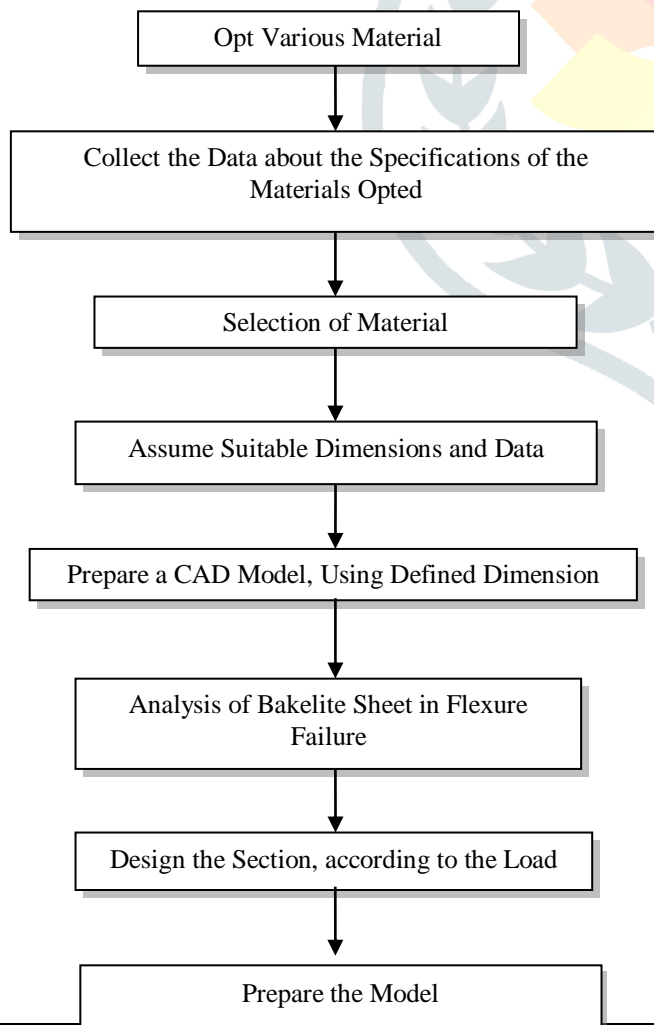 Opt Various Material
Collect the Data about the Specifications of the
Materials Opted
Selection of Material
Assume Suitable Dimensions and Data
Prepare a CAD Model, Using Defined Dimension
Analysis of Bakelite Sheet in Flexure
Failure
Design the Section, according to the Load
Prepare the Model